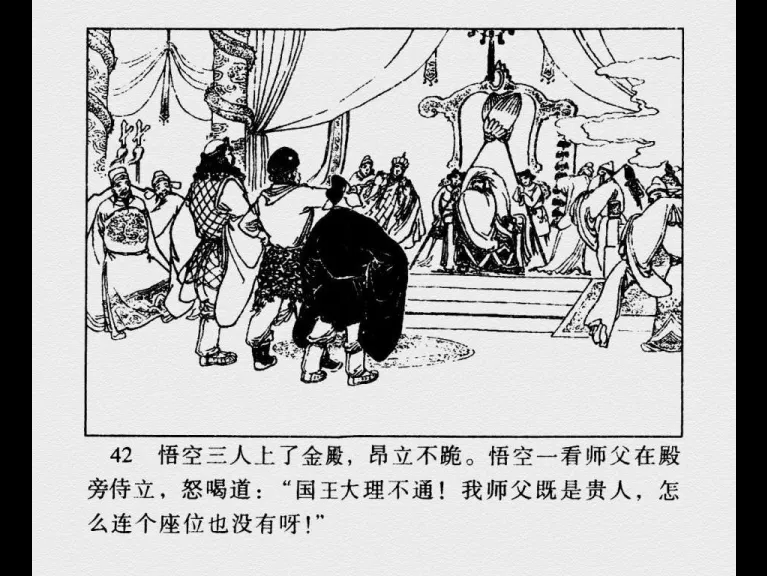 42 悟空三人上了金殿，昂立不跪。悟空一看师父在殿
旁侍立，怒喝道：“国王大理不通！我师父既是贵人，怎
么连个座位也没有呀！”